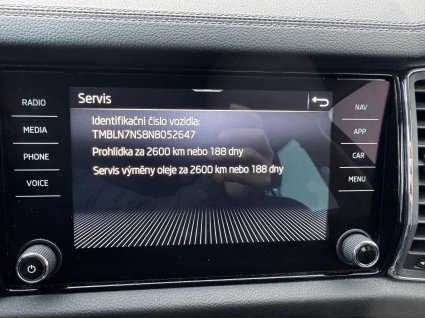 Servis
RADIO
MEDIA
PHONE
VOICE
Identifikační číslo vozidla:
TMBLN7NS8N8052647
Prohlídka za 2600 km nebo 188 dny
Servis výměny oleje za 2600 km nebo 188 dny
NAV
APP
CAR
MENU